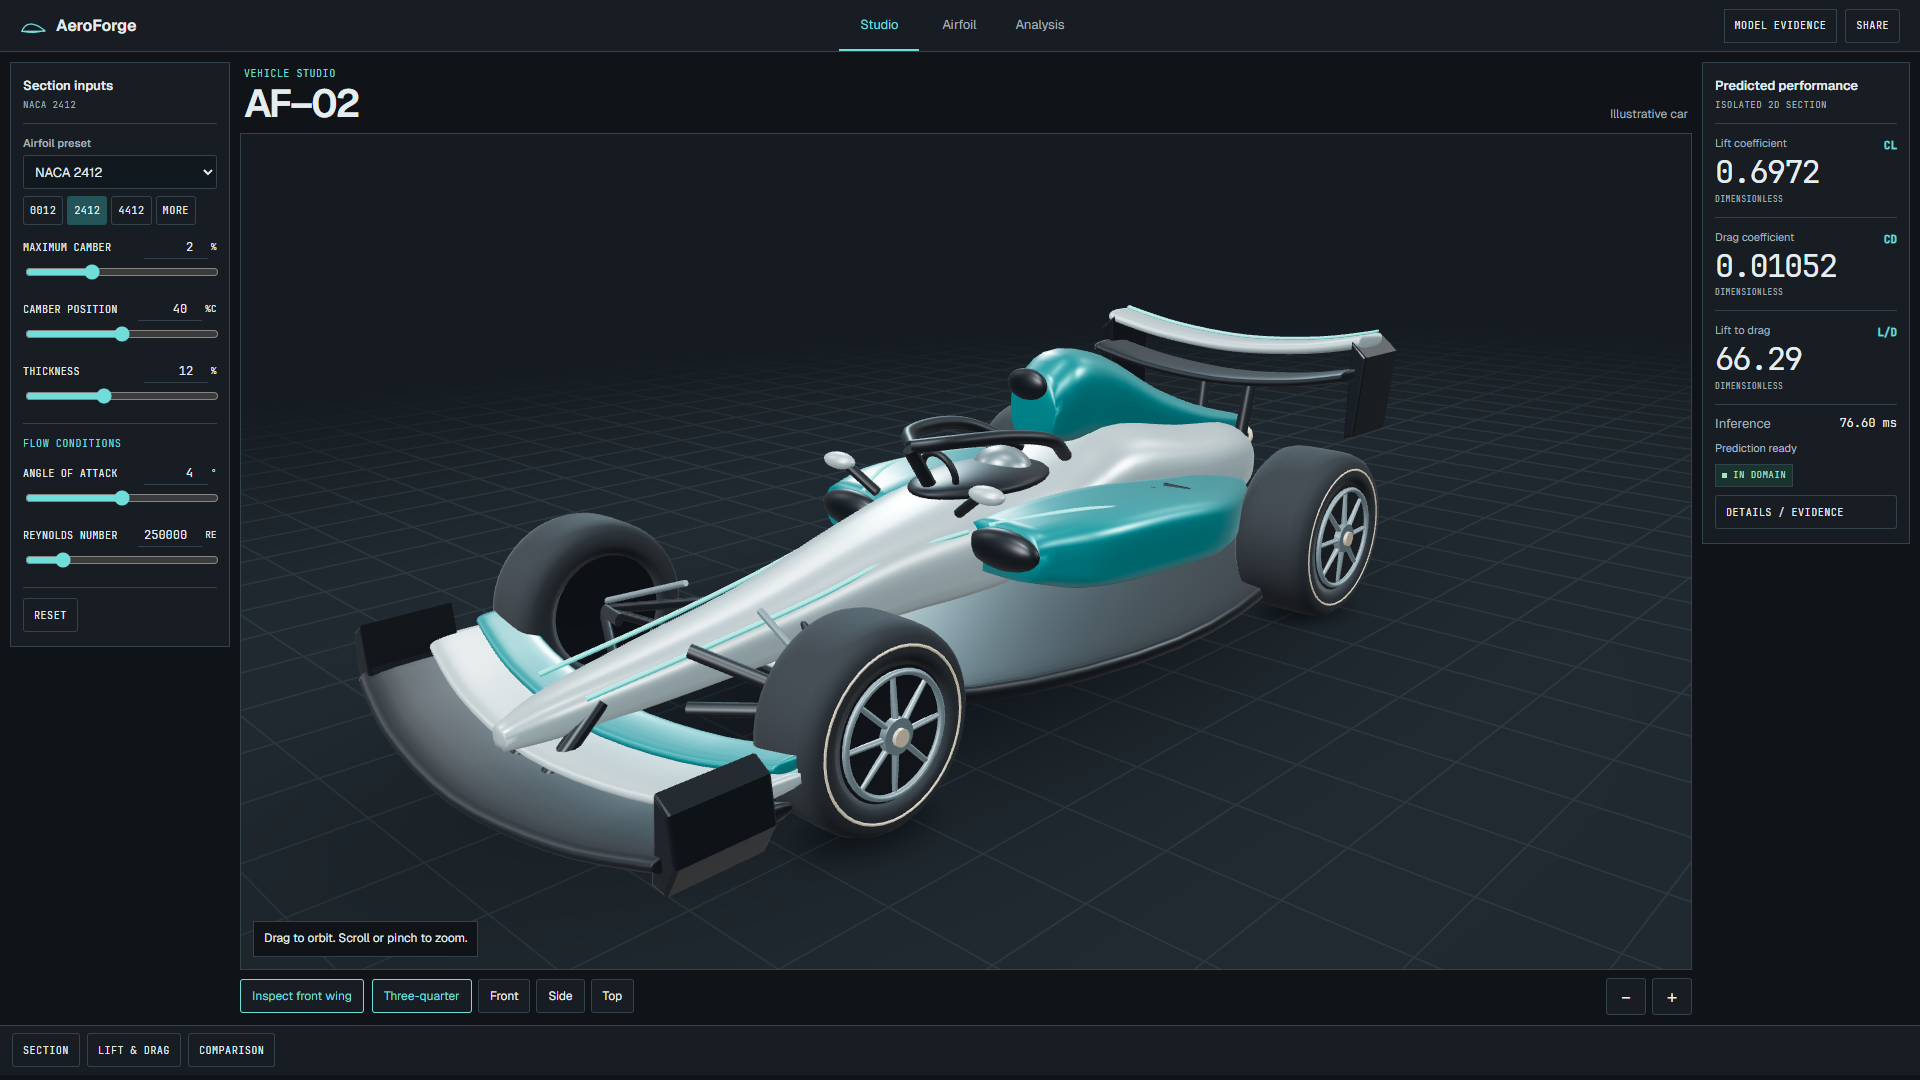 AeroForge
Studio
Airfoil
Analysis
MODEL EVIDENCE
SHARE
Section inputs
NACA 2412
Airfoil preset
NACA 2412
0012
2412
4412
MORE
MAXIMUM CAMBER 2 %
CAMBER POSITION 40 %C
THICKNESS 12 %
FLOW CONDITIONS
ANGLE OF ATTACK 4 °
REYNOLDS NUMBER 250000 RE
RESET
VEHICLE STUDIO
AF—02
Illustrative car
Drag to orbit. Scroll or pinch to zoom.
Inspect front wing
Three-quarter
Front
Side
Top
−
+
Predicted performance
ISOLATED 2D SECTION
Lift coefficient CL
0.6972
DIMENSIONLESS
Drag coefficient CD
0.01052
DIMENSIONLESS
Lift to drag L/D
66.29
DIMENSIONLESS
Inference 76.60 ms
Prediction ready
IN DOMAIN
DETAILS / EVIDENCE
SECTION
LIFT & DRAG
COMPARISON